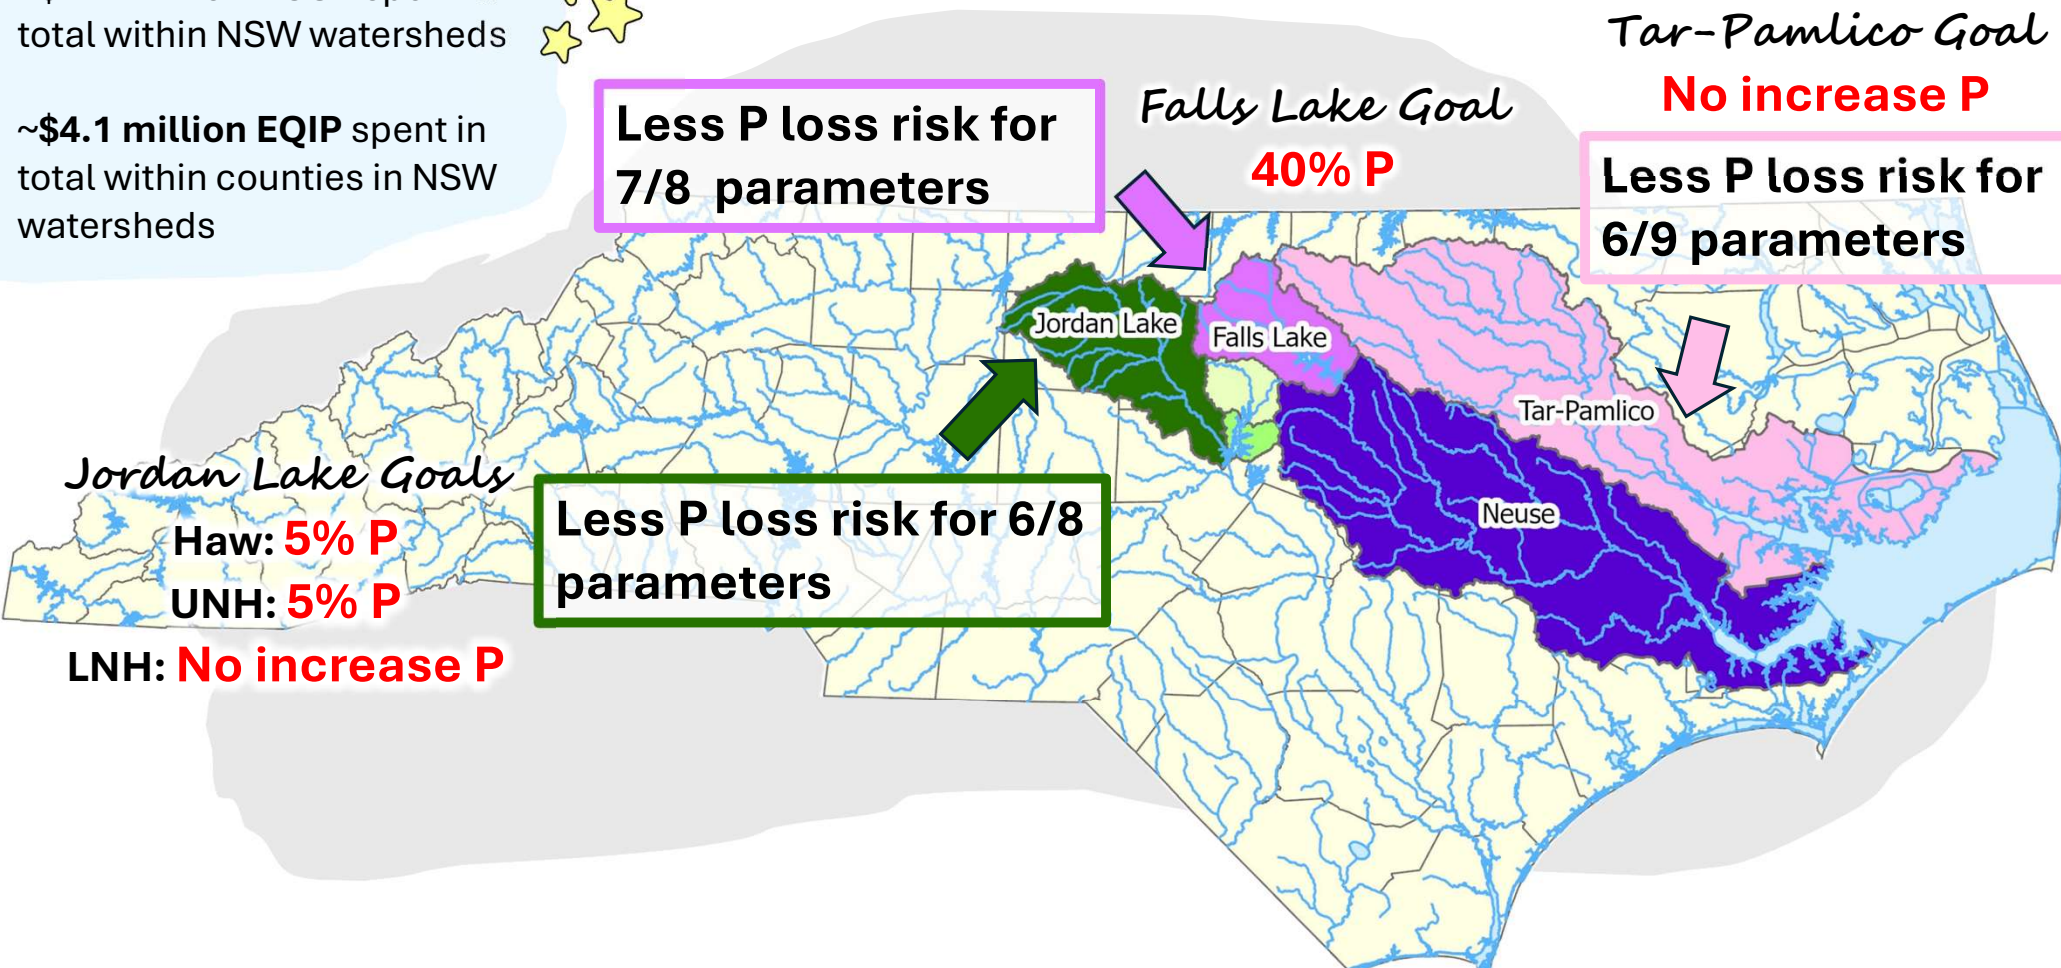 total within NSW watersheds
~$4.1 million EQIP spent in
total within counties in NSW
watersheds
Less P loss risk for
7/8 parameters
Falls Lake Goal
40% P
Tar-Pamlico Goal
No increase P
Less P loss risk for
6/9 parameters
Jordan Lake
Falls Lake
Tar-Pamlico
Neuse
Jordan Lake Goals
Haw: 5% P
UNH: 5% P
LNH: No increase P
Less P loss risk for 6/8
parameters